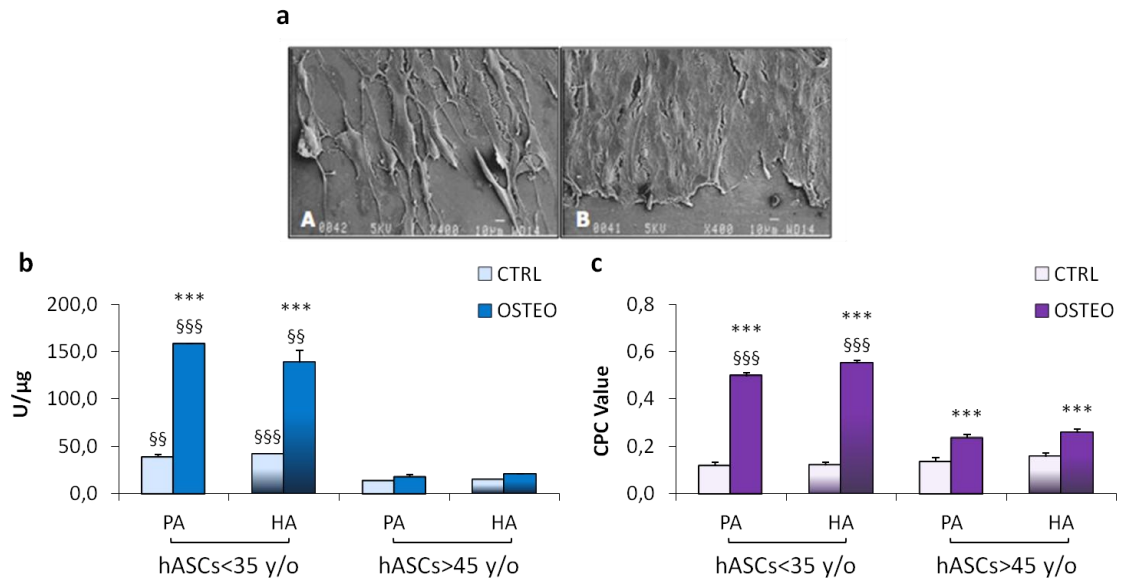 a
A 0042 5KV X400 10µm WD14
B 0041 5KV X400 10µm WD14
b
CTRL
OSTEO
U/µg
200,0
150,0
100,0
50,0
0,0
***
§§§
***
§§
§§
§§§
PA HA PA HA
hASCs<35 y/o hASCs>45 y/o
c
CTRL
OSTEO
CPC Value
0,8
0,6
0,4
0,2
0,0
***
§§§
***
§§§
***
***
PA HA PA HA
hASCs<35 y/o hASCs>45 y/o